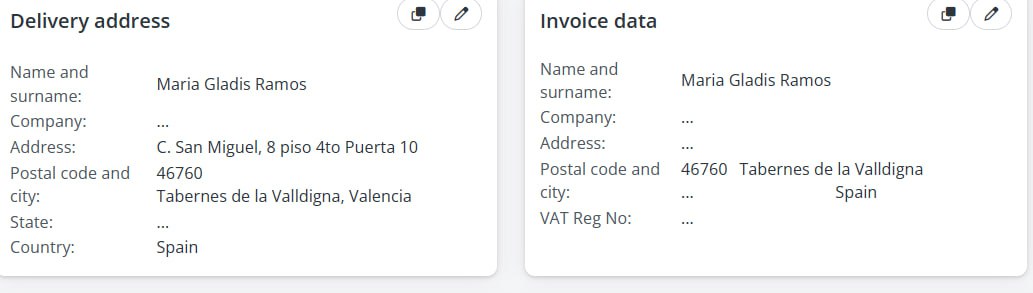 Delivery address
Name and surname: Maria Gladis Ramos
Company: ...
Address: C. San Miguel, 8 piso 4to Puerta 10
Postal code and city: 46760
Tabernes de la Valldigna, Valencia
State: ...
Country: Spain
Invoice data
Name and surname: Maria Gladis Ramos
Company: ...
Address: ...
Postal code and city: 46760 Tabernes de la Valldigna
... Spain
VAT Reg No: ...